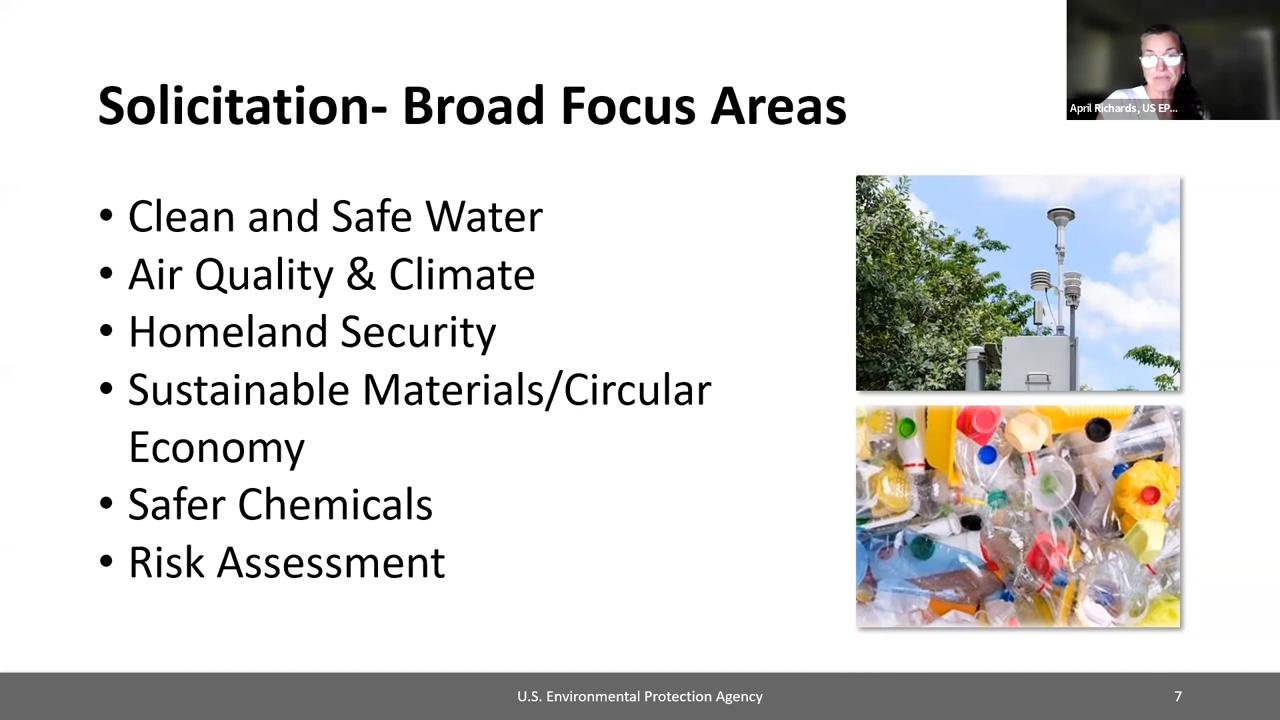 Solicitation- Broad Focus Areas
April Richards, US EP...
• Clean and Safe Water
• Air Quality & Climate
• Homeland Security
• Sustainable Materials/Circular
Economy
• Safer Chemicals
• Risk Assessment
U.S. Environmental Protection Agency
7